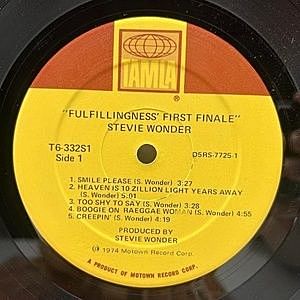 TAMLA
®
"FULFILLINGNESS' FIRST FINALE"
STEVIE WONDER
T6-332S1
Side 1
DSRS-7725-1
1. SMILE PLEASE (S. Wonder) 3:27
2. HEAVEN IS 10 ZILLION LIGHT YEARS AWAY
(S. Wonder) 5:01
3. TOO SHY TO SAY (S. Wonder) 3:28
4. BOOGIE ON RAEGGAE WOMAN (S. Wonder) 4:55
5. CREEPIN' (S. Wonder) 4:19
PRODUCED BY
STEVIE WONDER
© 1974 Motown Record Corp.
A PRODUCT OF MOTOWN RECORD CORP.